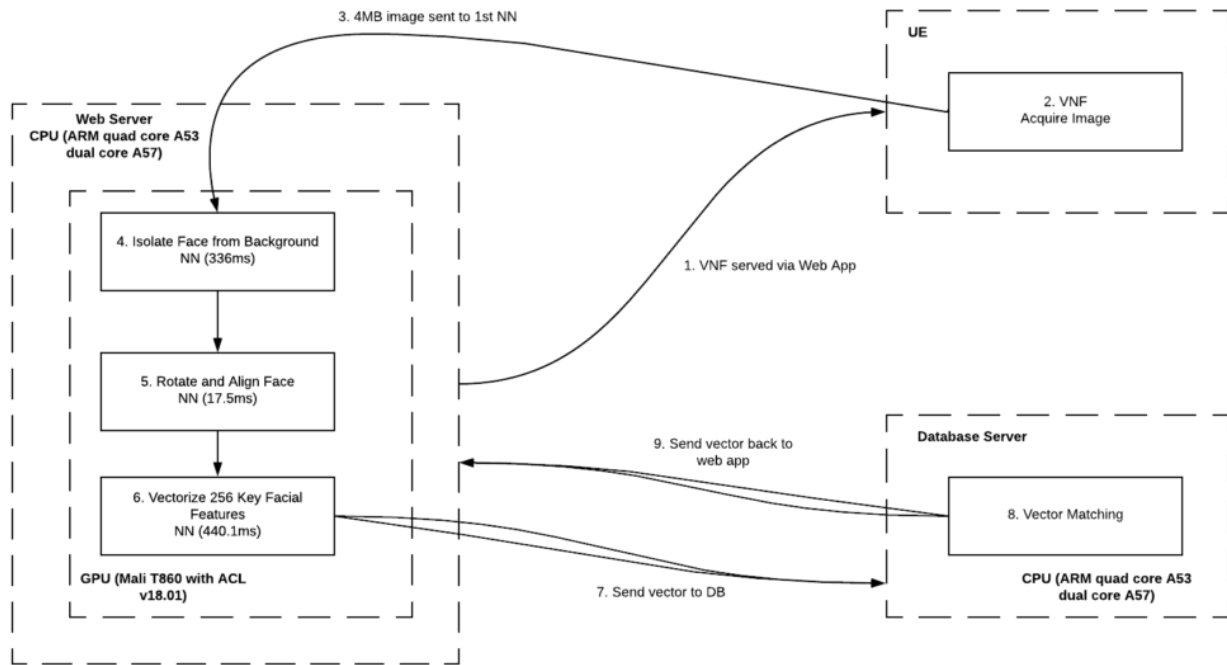 3. 4MB image sent to 1st NN
UE
2. VNF
Acquire Image
Web Server
CPU (ARM quad core A53
dual core A57)
4. Isolate Face from Background
NN (336ms)
1. VNF served via Web App
5. Rotate and Align Face
NN (17.5ms)
Database Server
9. Send vector back to
web app
6. Vectorize 256 Key Facial
Features
NN (440.1ms)
8. Vector Matching
GPU (Mali T860 with ACL
v18.01)
7. Send vector to DB
CPU (ARM quad core A53
dual core A57)